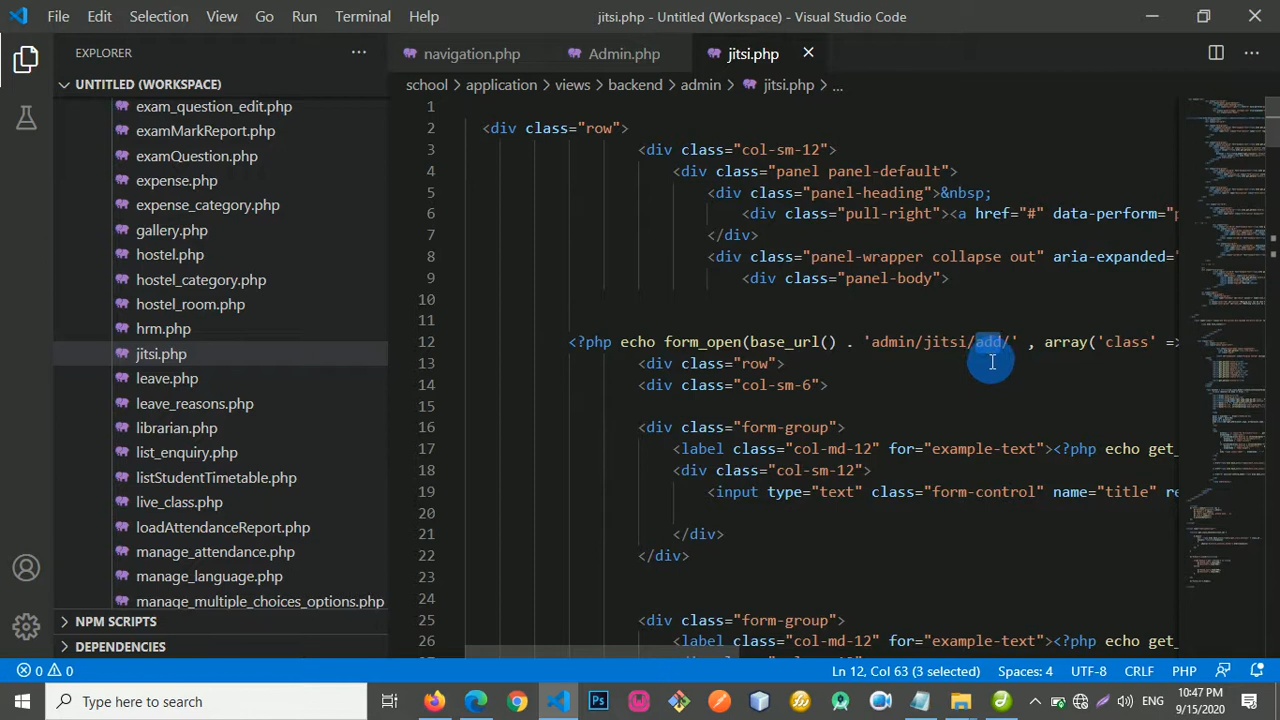 File Edit Selection View Go Run Terminal Help
jitsi.php - Untitled (Workspace) - Visual Studio Code
EXPLORER
navigation.php
Admin.php
jitsi.php
UNTITLED (WORKSPACE)
school > application > views > backend > admin > jitsi.php > ...
exam_question_edit.php
examMarkReport.php
examQuestion.php
expense.php
expense_category.php
gallery.php
hostel.php
hostel_category.php
hostel_room.php
hrm.php
jitsi.php
leave.php
leave_reasons.php
librarian.php
list_enquiry.php
listStudentTimetable.php
live_class.php
loadAttendanceReport.php
manage_attendance.php
manage_language.php
manage_multiple_choices_options.php
NPM SCRIPTS
DEPENDENCIES
1
2 <div class="row">
3 <div class="col-sm-12">
4 <div class="panel panel-default">
5 <div class="panel-heading">&nbsp;
6 <div class="pull-right"><a href="#" data-perform="p
7 </div>
8 <div class="panel-wrapper collapse out" aria-expanded="
9 <div class="panel-body">
10
11
12 <?php echo form_open(base_url() . 'admin/jitsi/add/' , array('class' =>
13 <div class="row">
14 <div class="col-sm-6">
15
16 <div class="form-group">
17 <label class="col-md-12" for="example-text"><?php echo get_
18 <div class="col-sm-12">
19 <input type="text" class="form-control" name="title" re
20
21 </div>
22 </div>
23
24
25 <div class="form-group">
26 <label class="col-md-12" for="example-text"><?php echo get_
0 0
Ln 12, Col 63 (3 selected) Spaces: 4 UTF-8 CRLF PHP
Type here to search
ENG
10:47 PM
9/15/2020